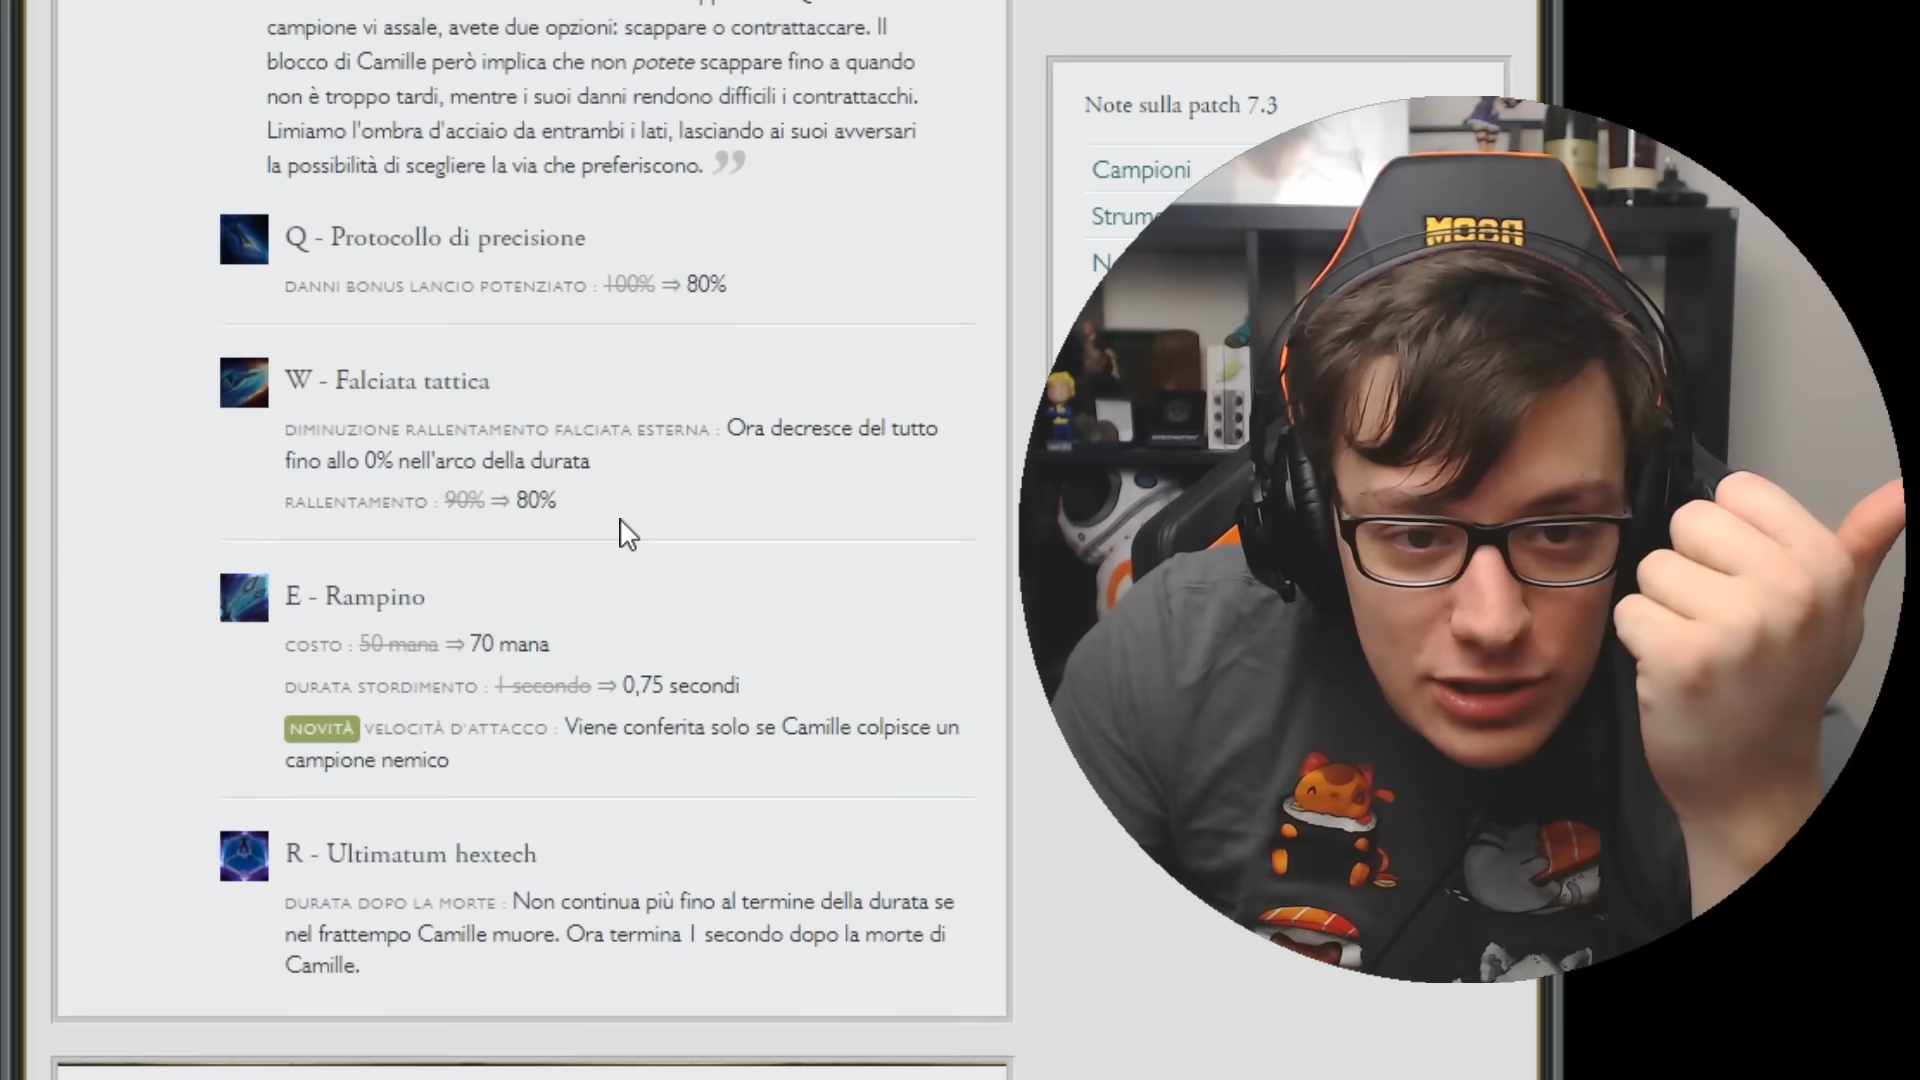 campione vi assale, avete due opzioni: scappare o contrattaccare. Il
blocco di Camille però implica che non potete scappare fino a quando
non è troppo tardi, mentre i suoi danni rendono difficili i contrattacchi.
Limiamo l'ombra d'acciaio da entrambi i lati, lasciando ai suoi avversari
la possibilità di scegliere la via che preferiscono. ”
Q - Protocollo di precisione
DANNI BONUS LANCIO POTENZIATO : 100% ⇒ 80%
W - Falciata tattica
DIMINUZIONE RALLENTAMENTO FALCIATA ESTERNA : Ora decresce del tutto
fino allo 0% nell'arco della durata
RALLENTAMENTO : 90% ⇒ 80%
E - Rampino
COSTO : 50 mana ⇒ 70 mana
DURATA STORDIMENTO : 1 secondo ⇒ 0,75 secondi
NOVITÀ VELOCITÀ D'ATTACCO : Viene conferita solo se Camille colpisce un
campione nemico
R - Ultimatum hextech
DURATA DOPO LA MORTE : Non continua più fino al termine della durata se
nel frattempo Camille muore. Ora termina 1 secondo dopo la morte di
Camille.
Note sulla patch 7.3
Campioni